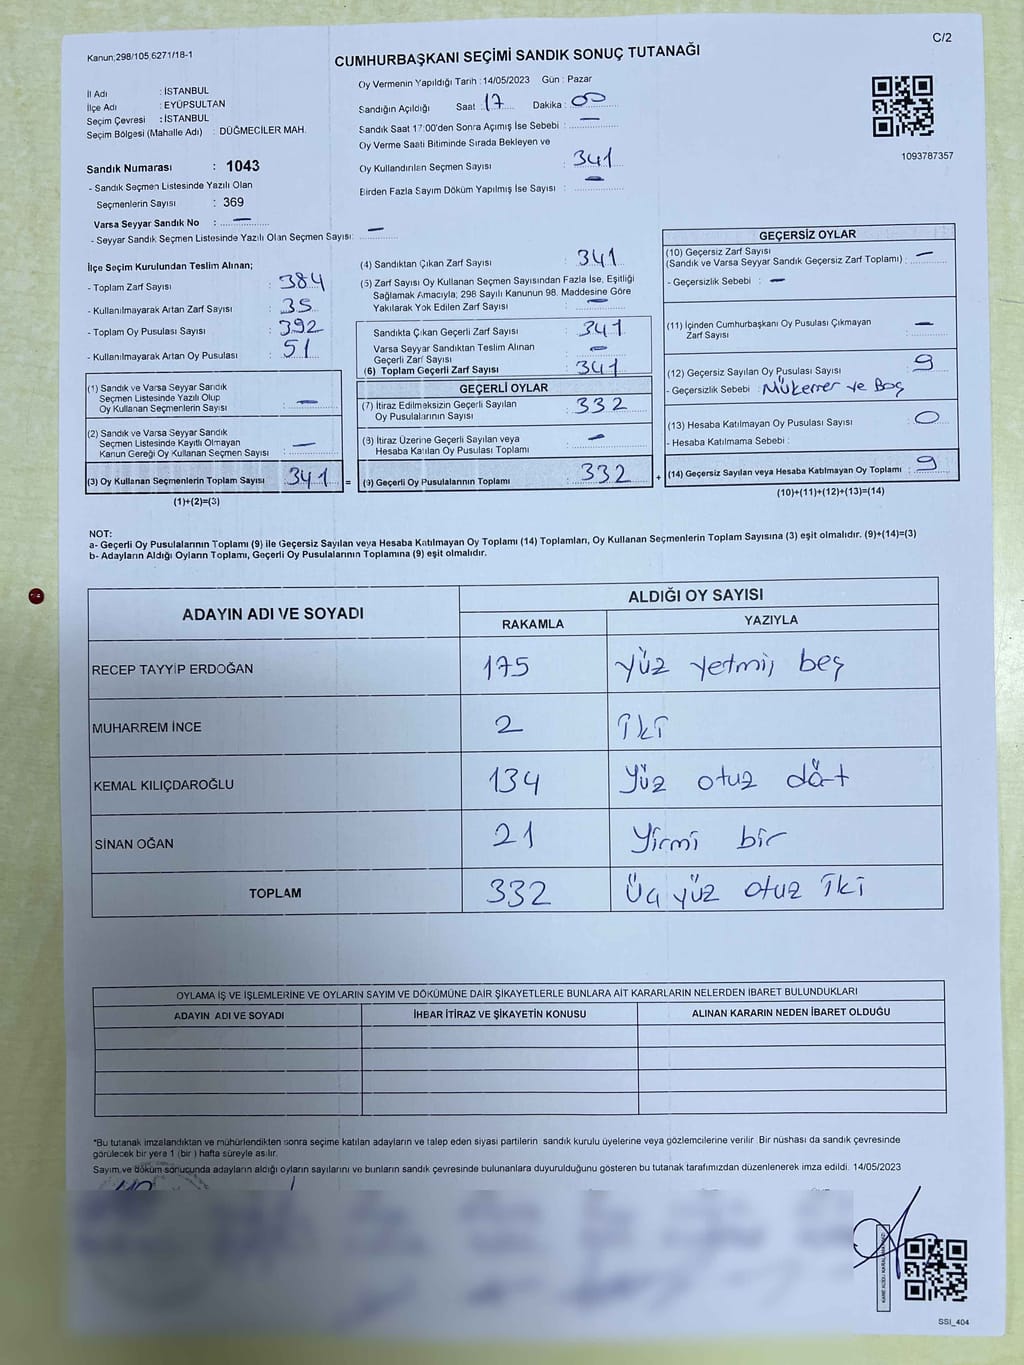 Kanun;298/105 6271/18-1
C/2
CUMHURBAŞKANI SEÇİMİ SANDIK SONUÇ TUTANAĞI
İl Adı : İSTANBUL
İlçe Adı : EYÜPSULTAN
Seçim Çevresi : İSTANBUL
Seçim Bölgesi (Mahalle Adı) : DÜĞMECİLER MAH.
Sandık Numarası : 1043
- Sandık Seçmen Listesinde Yazılı Olan
Seçmenlerin Sayısı : 369
Varsa Seyyar Sandık No : —
- Seyyar Sandık Seçmen Listesinde Yazılı Olan Seçmen Sayısı: —
Oy Vermenin Yapıldığı Tarih : 14/05/2023 Gün : Pazar
Sandığın Açıldığı Saat 17 Dakika : 00
Sandık Saat 17:00'den Sonra Açımış İse Sebebi : —
Oy Verme Saati Bitiminde Sırada Bekleyen ve
Oy Kullandırılan Seçmen Sayısı : 341
Birden Fazla Sayım Döküm Yapılmış İse Sayısı : —
1093787357
İlçe Seçim Kurulundan Teslim Alınan;
- Toplam Zarf Sayısı : 384
- Kullanılmayarak Artan Zarf Sayısı : 35
- Toplam Oy Pusulası Sayısı : 392
- Kullanılmayarak Artan Oy Pusulası : 51
(1) Sandık ve Varsa Seyyar Sandık
Seçmen Listesinde Yazılı Olup
Oy Kullanan Seçmenlerin Sayısı : —
(2) Sandık ve Varsa Seyyar Sandık
Seçmen Listesinde Kayıtlı Olmayan
Kanun Gereği Oy Kullanan Seçmen Sayısı : —
(3) Oy Kullanan Seçmenlerin Toplam Sayısı : 341
(1)+(2)=(3)
(4) Sandıktan Çıkan Zarf Sayısı : 341
(5) Zarf Sayısı Oy Kullanan Seçmen Sayısından Fazla İse, Eşitliği
Sağlamak Amacıyla; 298 Sayılı Kanunun 98. Maddesine Göre
Yakılarak Yok Edilen Zarf Sayısı : —
Sandıkta Çıkan Geçerli Zarf Sayısı : 341
Varsa Seyyar Sandıktan Teslim Alınan
Geçerli Zarf Sayısı : —
(6) Toplam Geçerli Zarf Sayısı : 341
=
GEÇERLİ OYLAR
(7) İtiraz Edilmeksizin Geçerli Sayılan
Oy Pusulalarının Sayısı : 332
(8) İtiraz Üzerine Geçerli Sayılan veya
Hesaba Katılan Oy Pusulası Toplamı : —
(9) Geçerli Oy Pusulalarının Toplamı : 332
+
GEÇERSİZ OYLAR
(10) Geçersiz Zarf Sayısı
(Sandık ve Varsa Seyyar Sandık Geçersiz Zarf Toplamı) : —
- Geçersizlik Sebebi : —
(11) İçinden Cumhurbaşkanı Oy Pusulası Çıkmayan
Zarf Sayısı : —
(12) Geçersiz Sayılan Oy Pusulası Sayısı : 9
- Geçersizlik Sebebi : Mükerrer ve Boş
(13) Hesaba Katılmayan Oy Pusulası Sayısı : 0
- Hesaba Katılmama Sebebi :
(14) Geçersiz Sayılan veya Hesaba Katılmayan Oy Toplamı : 9
(10)+(11)+(12)+(13)=(14)
NOT:
a- Geçerli Oy Pusulalarının Toplamı (9) ile Geçersiz Sayılan veya Hesaba Katılmayan Oy Toplamı (14) Toplamları, Oy Kullanan Seçmenlerin Toplam Sayısına (3) eşit olmalıdır. (9)+(14)=(3)
b- Adayların Aldığı Oyların Toplamı, Geçerli Oy Pusulalarının Toplamına (9) eşit olmalıdır.
ADAYIN ADI VE SOYADI ALDIĞI OY SAYISI
RAKAMLA YAZIYLA
RECEP TAYYİP ERDOĞAN 175 Yüz yetmiş beş
MUHARREM İNCE 2 İki
KEMAL KILIÇDAROĞLU 134 Yüz otuz dört
SİNAN OĞAN 21 Yirmi bir
TOPLAM 332 Üç yüz otuz iki
OYLAMA İŞ VE İŞLEMLERİNE VE OYLARIN SAYIM VE DÖKÜMÜNE DAİR ŞİKAYETLERLE BUNLARA AİT KARARLARIN NELERDEN İBARET BULUNDUKLARI
ADAYIN ADI VE SOYADI İHBAR İTİRAZ VE ŞİKAYETİN KONUSU ALINAN KARARIN NEDEN İBARET OLDUĞU
*Bu tutanak imzalandıktan ve mühürlendikten sonra seçime katılan adayların ve talep eden siyasi partilerin sandık kurulu üyelerine veya gözlemcilerine verilir. Bir nüshası da sandık çevresinde
görülecek bir yere 1 (bir ) hafta süreyle asılır.
Sayım ve döküm sonucunda adayların aldığı oyların sayılarını ve bunların sandık çevresinde bulunanlara duyurulduğunu gösteren bu tutanak tarafımızdan düzenlenerek imza edildi. 14/05/2023
SSI_404